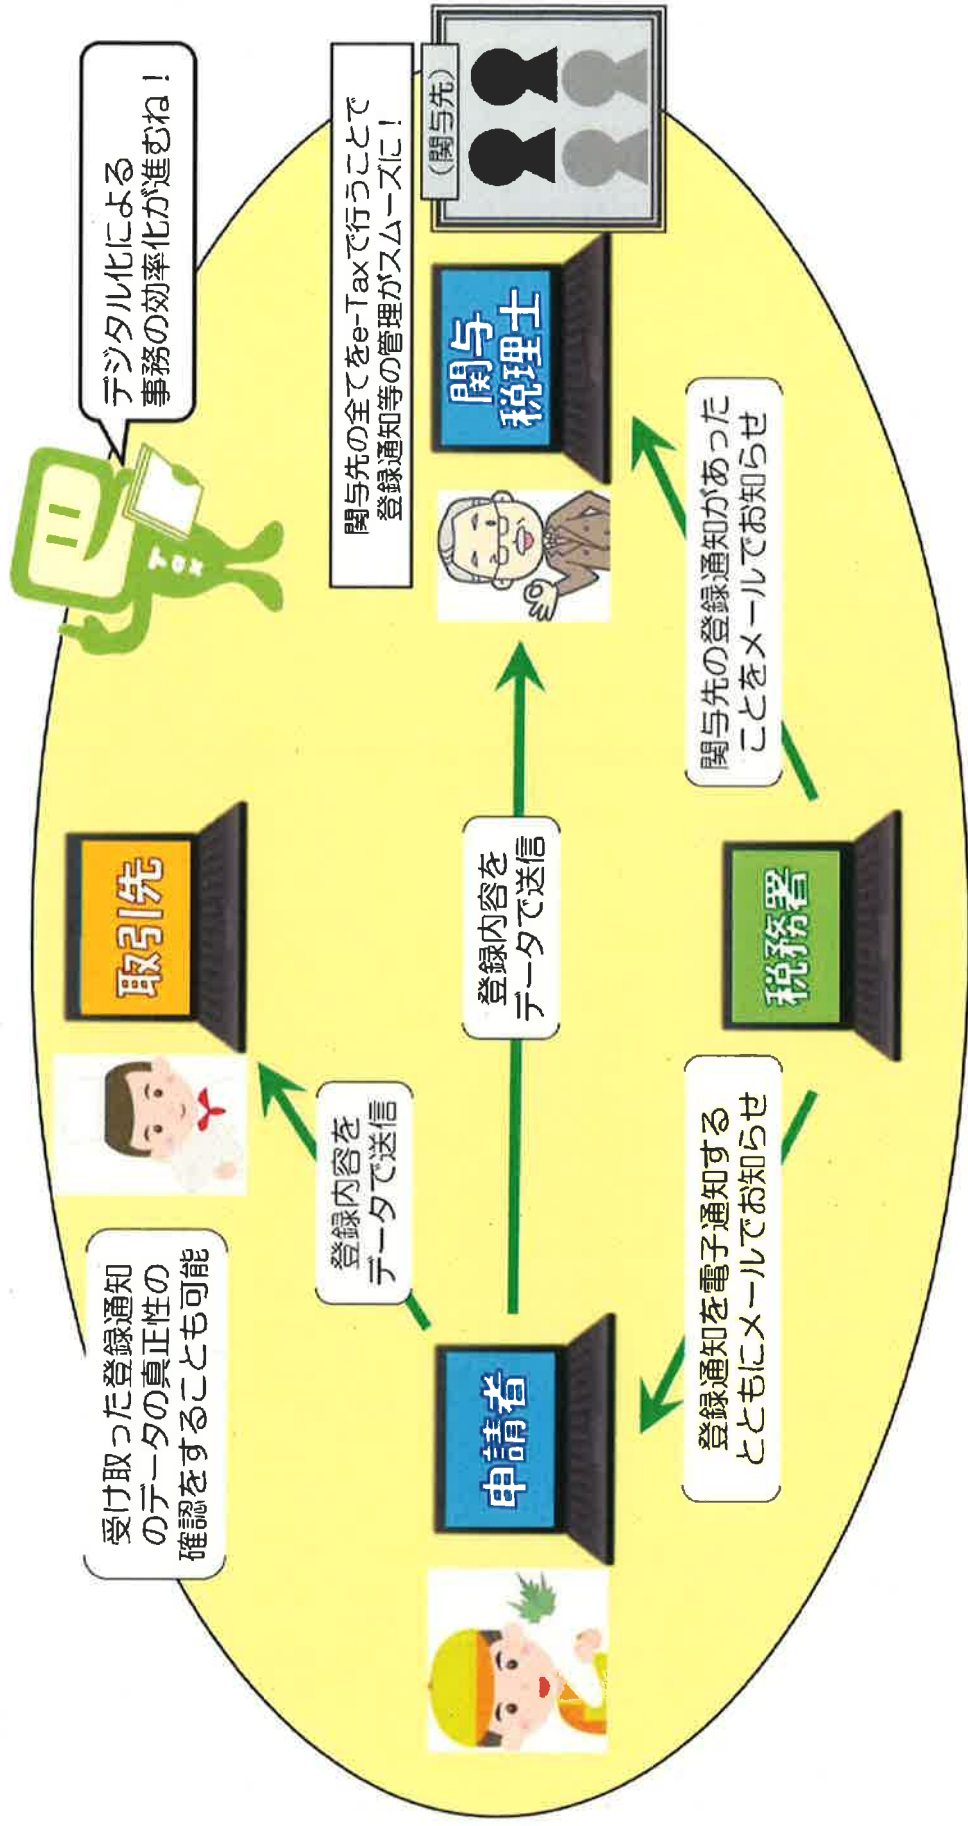 デジタル化による
事務の効率化が進むね！
Tax
取引先
受け取った登録通知
のデータの真正性の
確認をすることも可能
登録内容を
データで送信
関与先の全てをe-Taxで行うことで
登録通知等の管理がスムーズに！
（関与先）
申請者
登録内容を
データで送信
関与
税理士
登録通知を電子通知する
とともにメールでお知らせ
税務署
関与先の登録通知があった
ことをメールでお知らせ